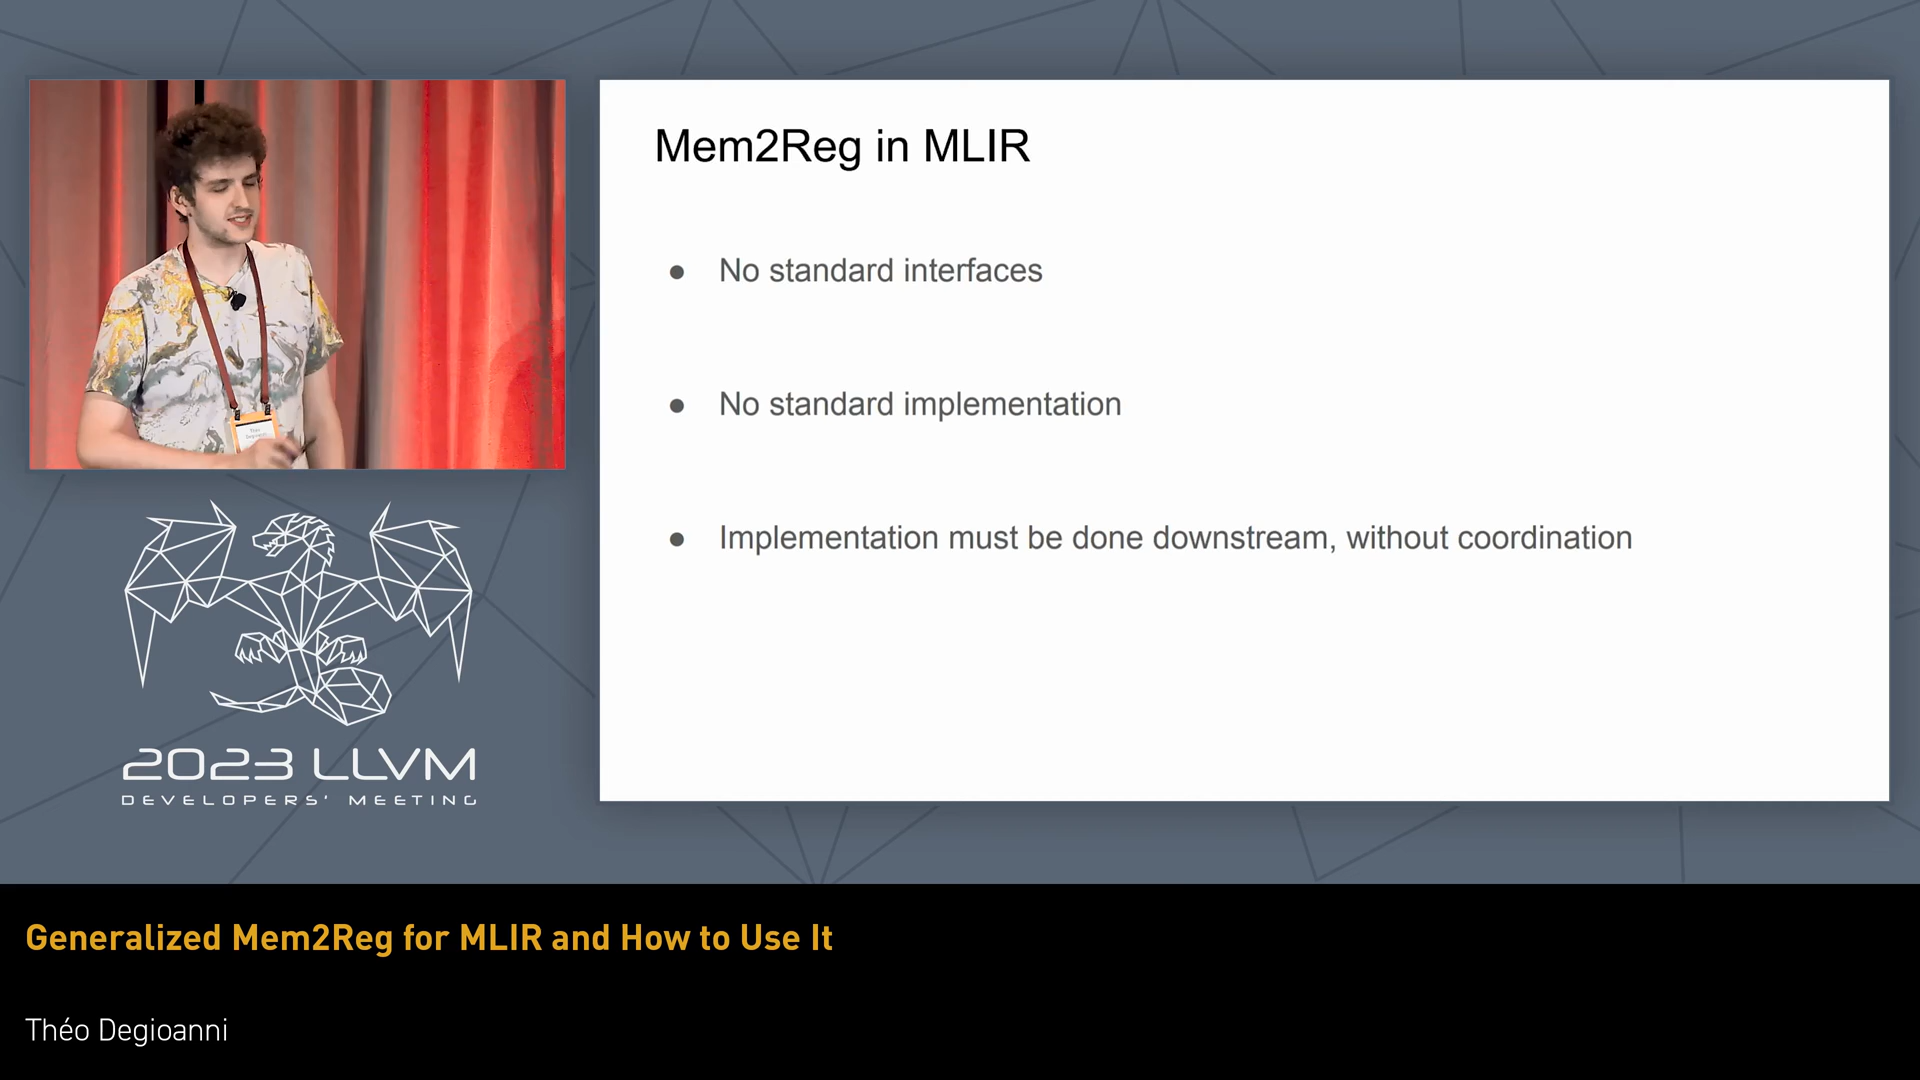 Mem2Reg in MLIR
● No standard interfaces
● No standard implementation
● Implementation must be done downstream, without coordination
2023 LLVM
DEVELOPERS' MEETING
Generalized Mem2Reg for MLIR and How to Use It
Théo Degioanni